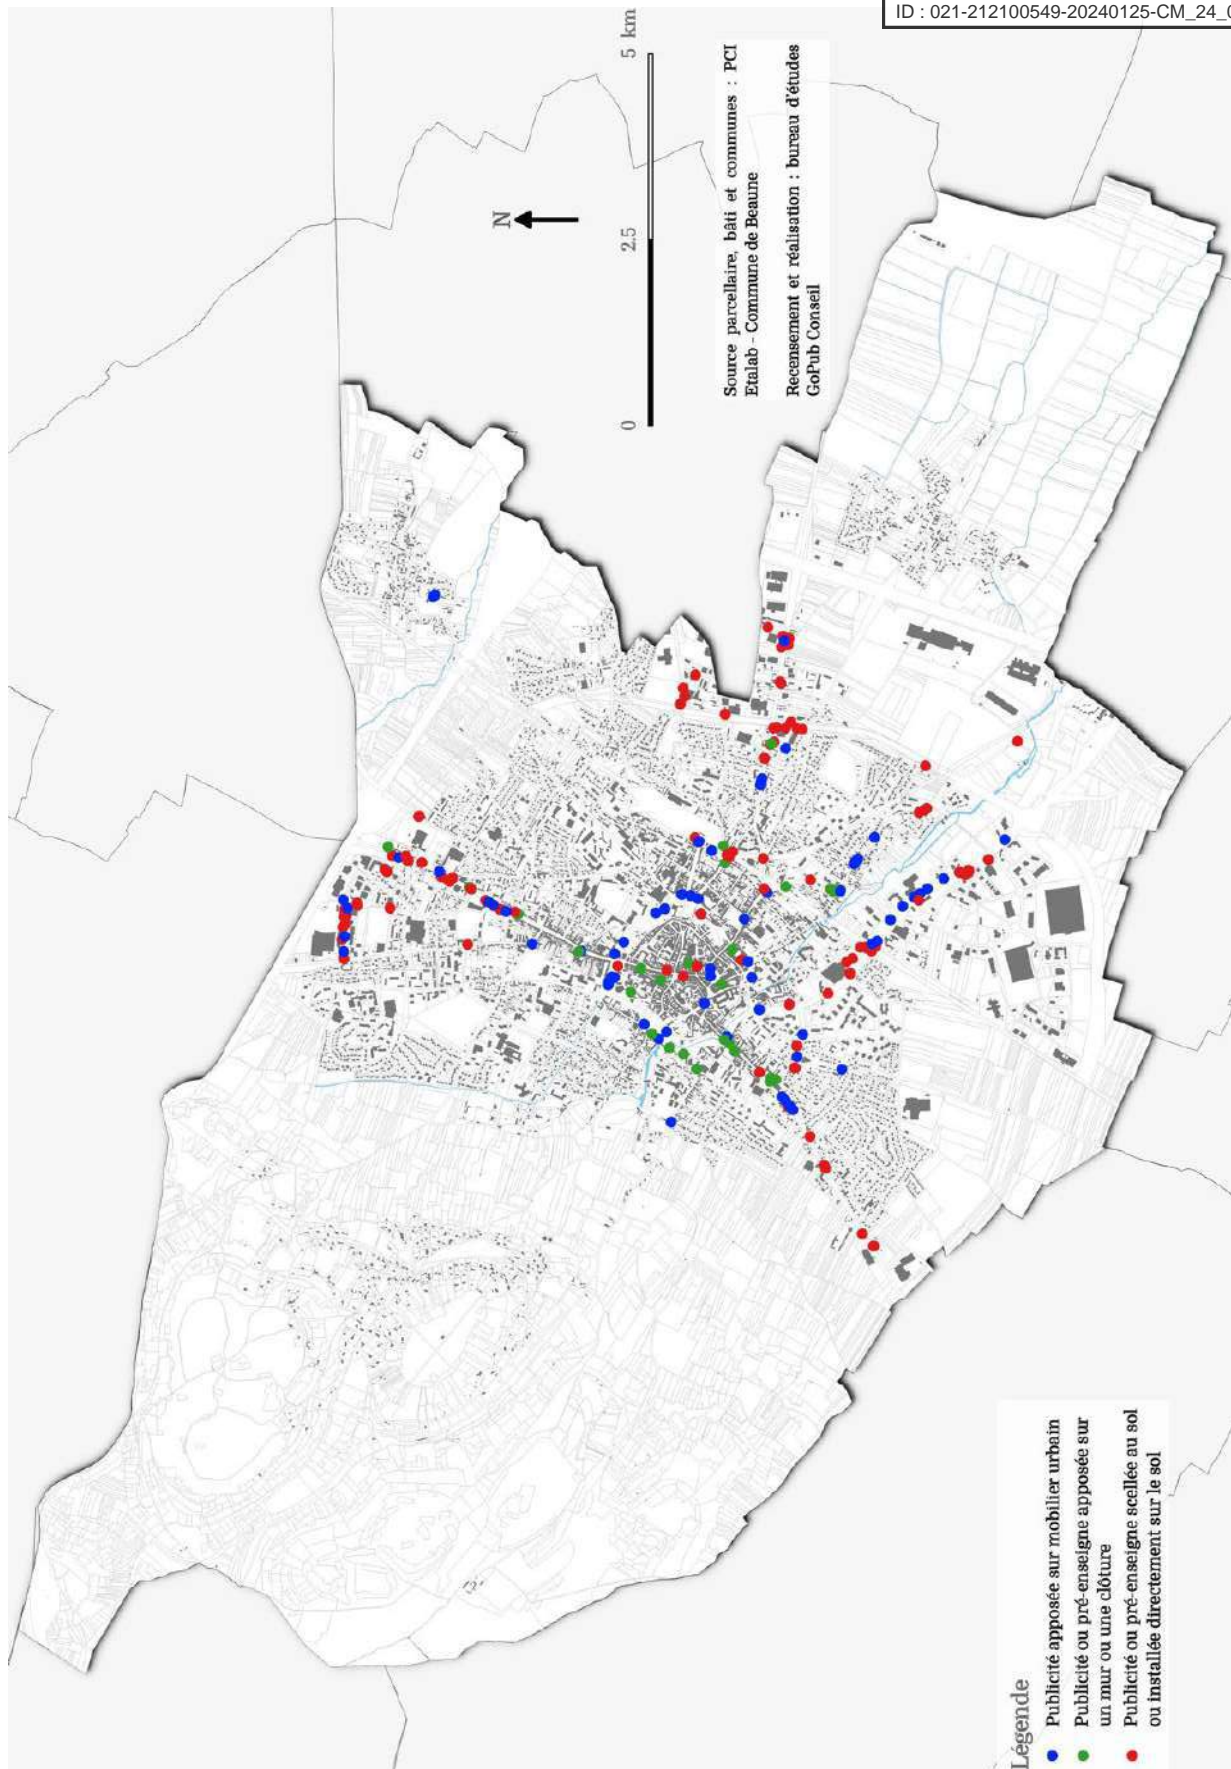 ID : 021-212100549-20240125-CM_24_0
N
0 2.5 5 km
Source parcellaire, bâti et communes : PCI
Etalab - Commune de Beaune
Recensement et réalisation : bureau d'études
GoPub Conseil
Légende
Publicité apposée sur mobilier urbain
Publicité ou pré-enseigne apposée sur
un mur ou une clôture
Publicité ou pré-enseigne scellée au sol
ou installée directement sur le sol